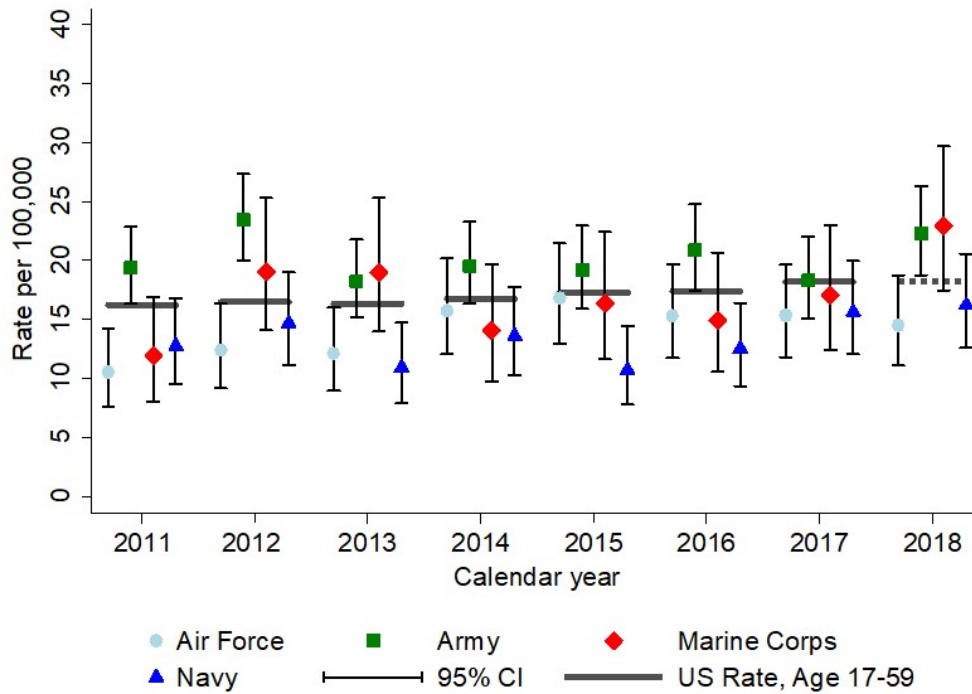 40
35
30
25
20
15
10
5
0
Rate per 100,000
2011 2012 2013 2014 2015 2016 2017 2018
Calendar year
Air Force Army Marine Corps
Navy 95% CI US Rate, Age 17-59